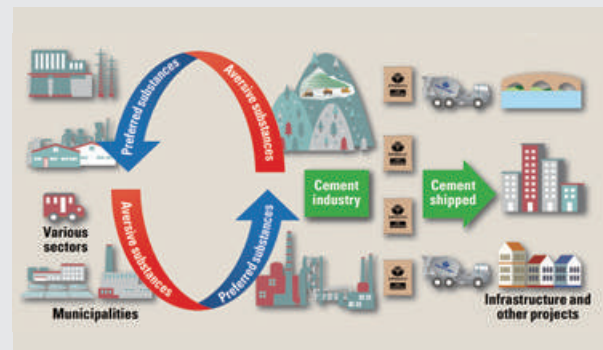 Preferred substances
Aversive substances
Various
sectors
Municipalities
Aversive substances
Preferred substances
Cement
industry
Cement
shipped
Infrastructure and
other projects